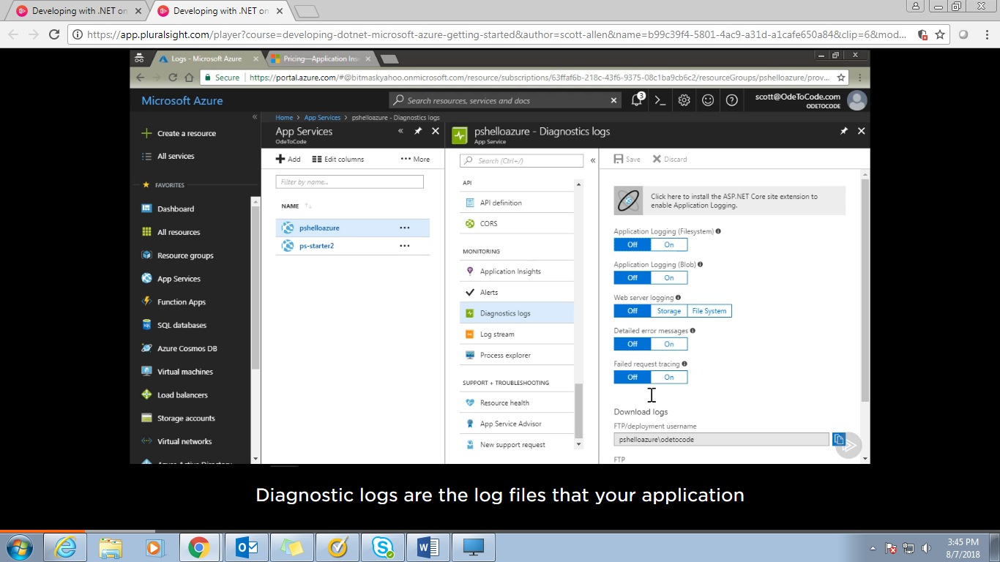 Developing with .NET on
Developing with .NET on
https://app.pluralsight.com/player?course=developing-dotnet-microsoft-azure-getting-started&author=scott-allen&name=b99c39f4-5801-4ac9-a31d-a1cafe650a84&clip=6&mod...
Logs - Microsoft Azure
Pricing—Application Ins
Secure
https://portal.azure.com/#@bitmaskyahoo.onmicrosoft.com/resource/subscriptions/63ffaf6b-218c-43f6-9375-08c1ba9cb6c2/resourceGroups/pshelloazure/prov...
Microsoft Azure
Search resources, services and docs
3
scott@OdeToCode.com
ODETOCODE
Create a resource
All services
FAVORITES
Dashboard
All resources
Resource groups
App Services
Function Apps
SQL databases
Azure Cosmos DB
Virtual machines
Load balancers
Storage accounts
Virtual networks
Azure Active Directory
Home > App Services > pshelloazure - Diagnostics logs
App Services
OdeToCode
Add
Edit columns
More
Filter by name...
NAME
pshelloazure
ps-starter2
pshelloazure - Diagnostics logs
App Service
Search (Ctrl+/)
API
API definition
CORS
MONITORING
Application Insights
Alerts
Diagnostics logs
Log stream
Process explorer
SUPPORT + TROUBLESHOOTING
Resource health
App Service Advisor
New support request
Save
Discard
Click here to install the ASP.NET Core site extension to
enable Application Logging.
Application Logging (Filesystem)
Off On
Application Logging (Blob)
Off On
Web server logging
Off Storage File System
Detailed error messages
Off On
Failed request tracing
Off On
Download logs
FTP/deployment username
pshelloazure\odetocode
FTP
Diagnostic logs are the log files that your application
3:45 PM
8/7/2018